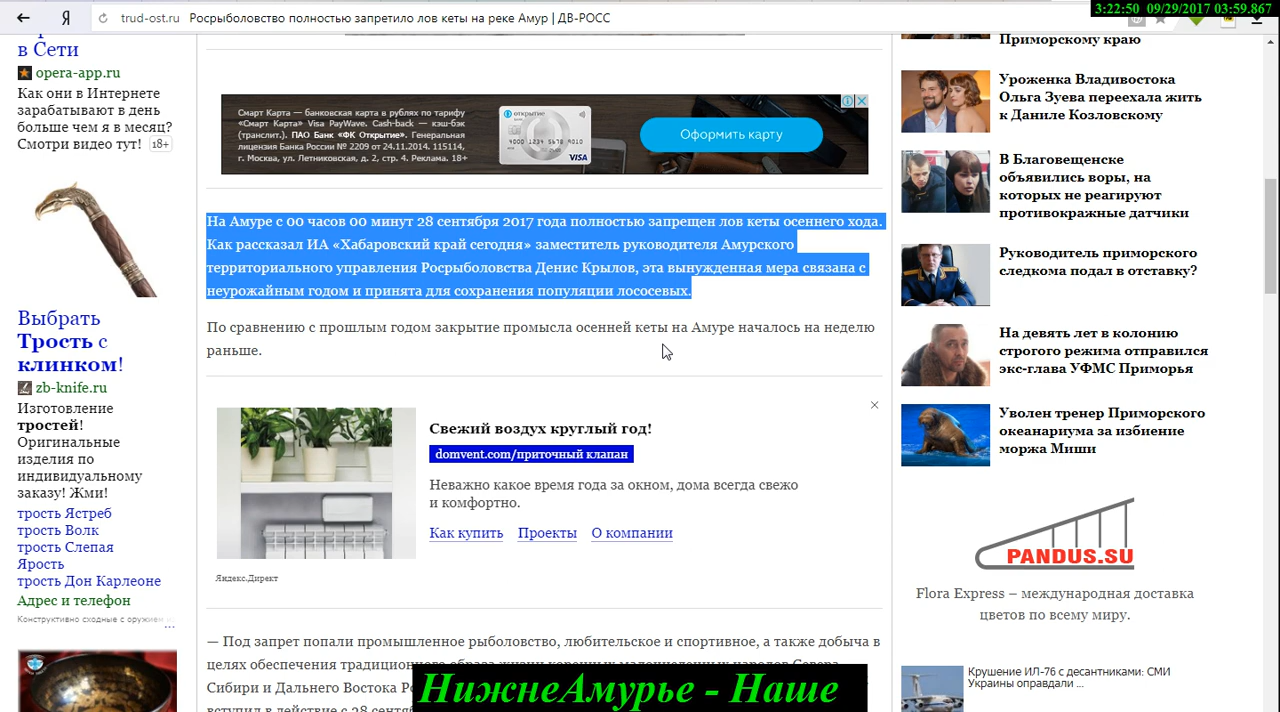 trud-ost.ru Росрыболовство полностью запретило лов кеты на реке Амур | ДВ-РОСС
3:22:50 09/29/2017 03:59.867
в Сети
opera-app.ru
Как они в Интернете
зарабатывают в день
больше чем я в месяц?
Смотри видео тут! 18+
Выбрать
Трость с
клинком!
zb-knife.ru
Изготовление
тростей!
Оригинальные
изделия по
индивидуальному
заказу! Жми!
трость Ястреб
трость Волк
трость Слепая
Ярость
трость Дон Карлеоне
Адрес и телефон
Конструктивно сходные с оружием
...
Смарт Карта — банковская карта в рублях по тарифу
«Смарт Карта» Visa PayWave. Cash-back — кэш-бэк
(транслит.). ПАО Банк «ФК Открытие». Генеральная
лицензия Банка России № 2209 от 24.11.2014. 115114,
г. Москва, ул. Летниковская, д. 2, стр. 4. Реклама. 18+
открытие
4000 1234 5678 9010
VISA
Оформить карту
На Амуре с 00 часов 00 минут 28 сентября 2017 года полностью запрещен лов кеты осеннего хода.
Как рассказал ИА «Хабаровский край сегодня» заместитель руководителя Амурского
территориального управления Росрыболовства Денис Крылов, эта вынужденная мера связана с
неурожайным годом и принята для сохранения популяции лососевых.
По сравнению с прошлым годом закрытие промысла осенней кеты на Амуре началось на неделю
раньше.
Свежий воздух круглый год!
domvent.com/приточный клапан
Неважно какое время года за окном, дома всегда свежо
и комфортно.
Как купить Проекты О компании
Яндекс.Директ
— Под запрет попали промышленное рыболовство, любительское и спортивное, а также добыча в
целях обеспечения традиционного образа жизни коренных малочисленных народов Севера,
Сибири и Дальнего Востока
вступил в действие с 28
НижнеАмурье - Наше
Приморскому краю
Уроженка Владивостока
Ольга Зуева переехала жить
к Даниле Козловскому
В Благовещенске
объявились воры, на
которых не реагируют
противокражные датчики
Руководитель приморского
следкома подал в отставку?
На девять лет в колонию
строгого режима отправился
экс-глава УФМС Приморья
Уволен тренер Приморского
океанариума за избиение
моржа Миши
PANDUS.SU
Flora Express – международная доставка
цветов по всему миру.
Крушение ИЛ-76 с десантниками: СМИ
Украины оправдали ...